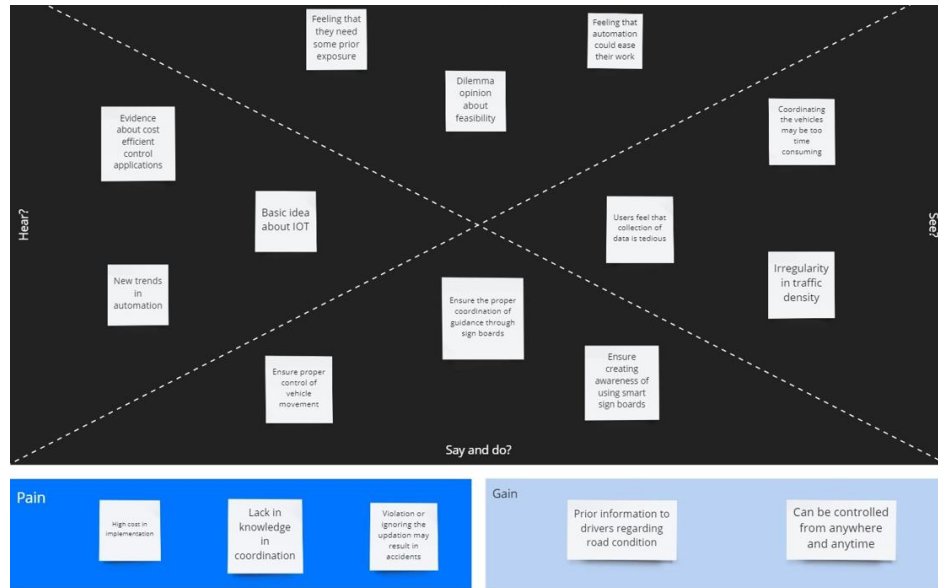 Feeling that
they need
some prior
exposure
Feeling that
automation
could ease
their work
Dilemma
opinion
about
feasibility
Evidence
about cost
efficient
control
applications
Coordinating
the vehicles
may be too
time
consuming
Hear?
Basic idea
about IOT
Users feel that
collection of
data is tedious
See?
New trends
in
automation
Irregularity
in traffic
density
Ensure the proper
coordination of
guidance through
sign boards
Ensure proper
control of
vehicle
movement
Ensure
creating
awareness of
using smart
sign boards
Say and do?
Pain
High cost in
implementation
Lack in
knowledge
in
coordination
Violation or
ignoring the
updation may
result in
accidents
Gain
Prior information to
drivers regarding
road condition
Can be controlled
from anywhere
and anytime